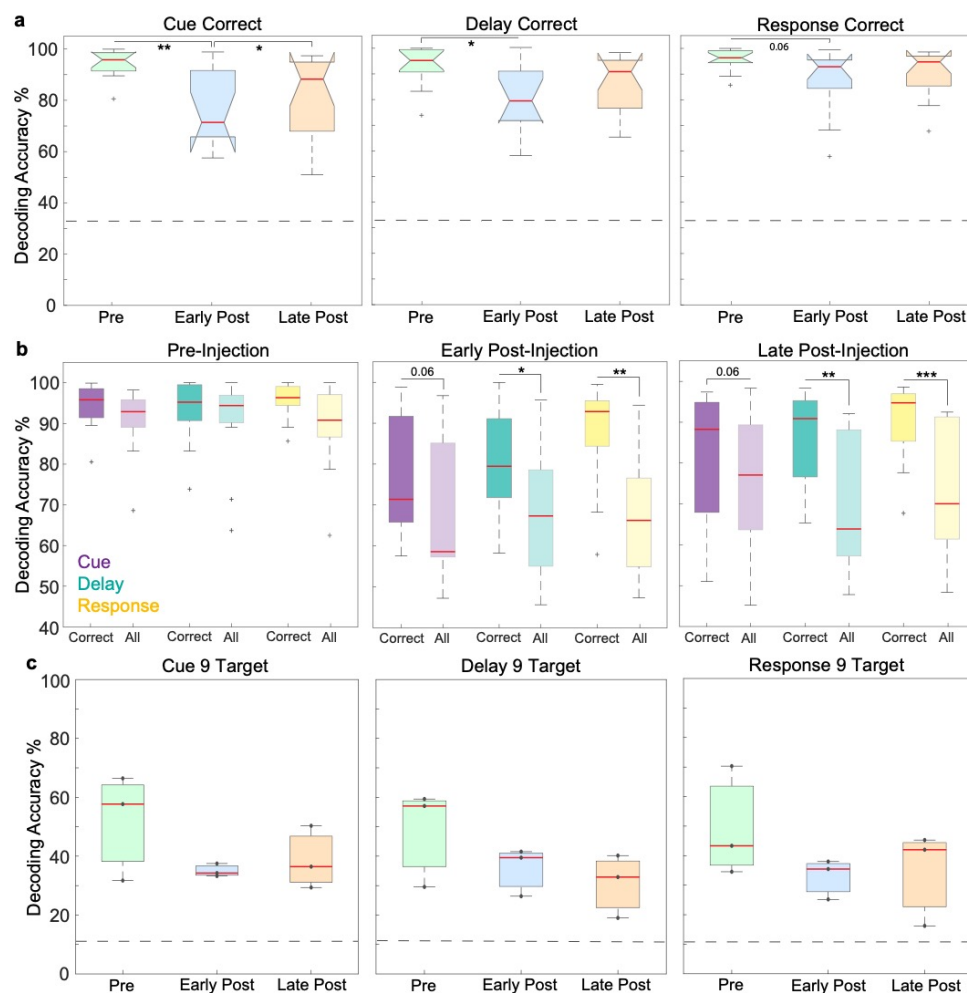 a
Cue Correct Delay Correct Response Correct
** * * 0.06
Decoding Accuracy %
100
80
60
40
20
0
Pre Early Post Late Post Pre Early Post Late Post Pre Early Post Late Post
b
Pre-Injection Early Post-Injection Late Post-Injection
0.06 * ** 0.06 ** ***
Decoding Accuracy %
100
90
80
70
60
50
40
Cue
Delay
Response
Correct All Correct All Correct All Correct All Correct All Correct All Correct All Correct All Correct All
c
Cue 9 Target Delay 9 Target Response 9 Target
Decoding Accuracy %
100
80
60
40
20
0
Pre Early Post Late Post Pre Early Post Late Post Pre Early Post Late Post